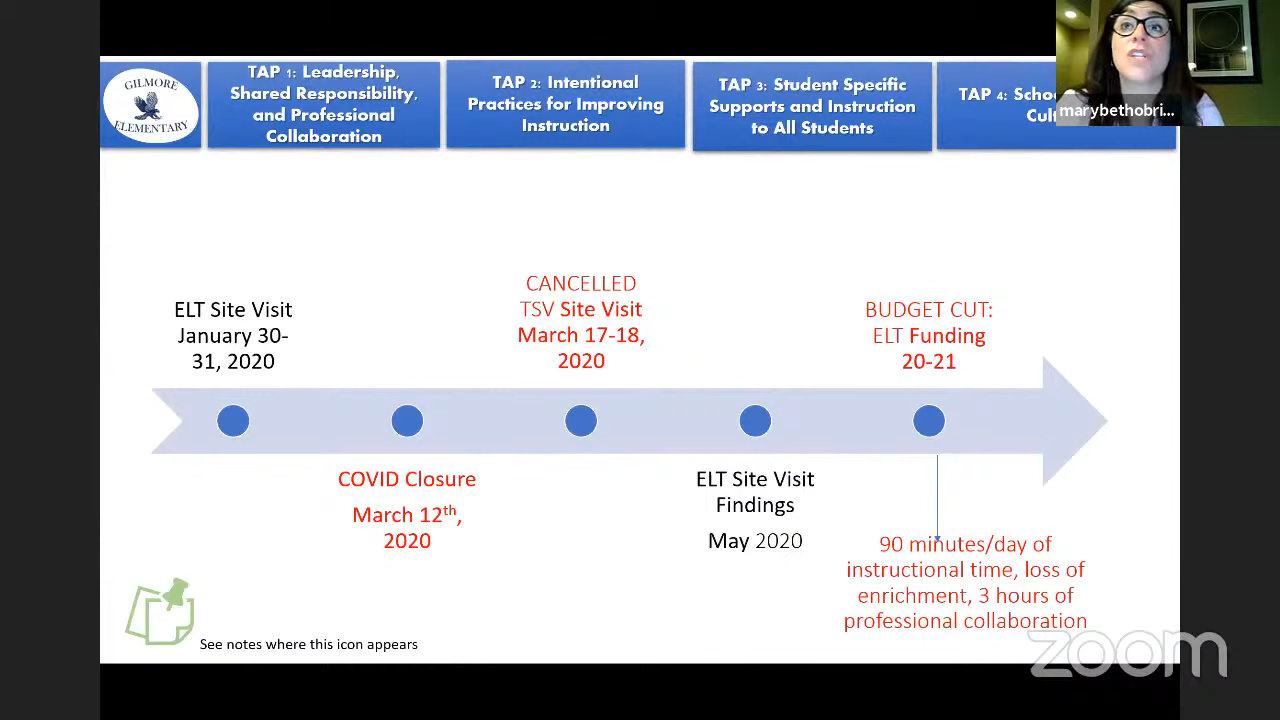 GILMORE
ELEMENTARY
TAP 1: Leadership,
Shared Responsibility,
and Professional
Collaboration
TAP 2: Intentional
Practices for Improving
Instruction
TAP 3: Student Specific
Supports and Instruction
to All Students
TAP 4:
marybethobri...
ELT Site Visit
January 30-
31, 2020
COVID Closure
March 12th,
2020
CANCELLED
TSV Site Visit
March 17-18,
2020
ELT Site Visit
Findings
May 2020
BUDGET CUT:
ELT Funding
20-21
90 minutes/day of
instructional time, loss of
enrichment, 3 hours of
professional collaboration
See notes where this icon appears
zoom